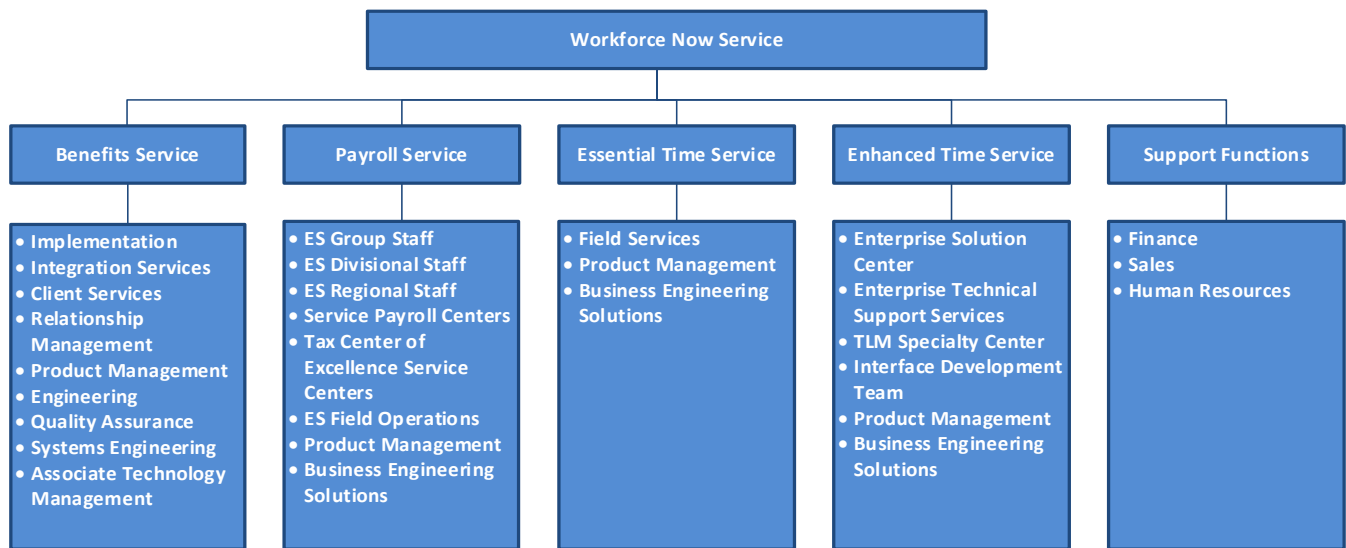 Workforce Now Service
Benefits Service
Payroll Service
Essential Time Service
Enhanced Time Service
Support Functions
• Implementation
• Integration Services
• Client Services
• Relationship
Management
• Product Management
• Engineering
• Quality Assurance
• Systems Engineering
• Associate Technology
Management
• ES Group Staff
• ES Divisional Staff
• ES Regional Staff
• Service Payroll Centers
• Tax Center of
Excellence Service
Centers
• ES Field Operations
• Product Management
• Business Engineering
Solutions
• Field Services
• Product Management
• Business Engineering
Solutions
• Enterprise Solution
Center
• Enterprise Technical
Support Services
• TLM Specialty Center
• Interface Development
Team
• Product Management
• Business Engineering
Solutions
• Finance
• Sales
• Human Resources